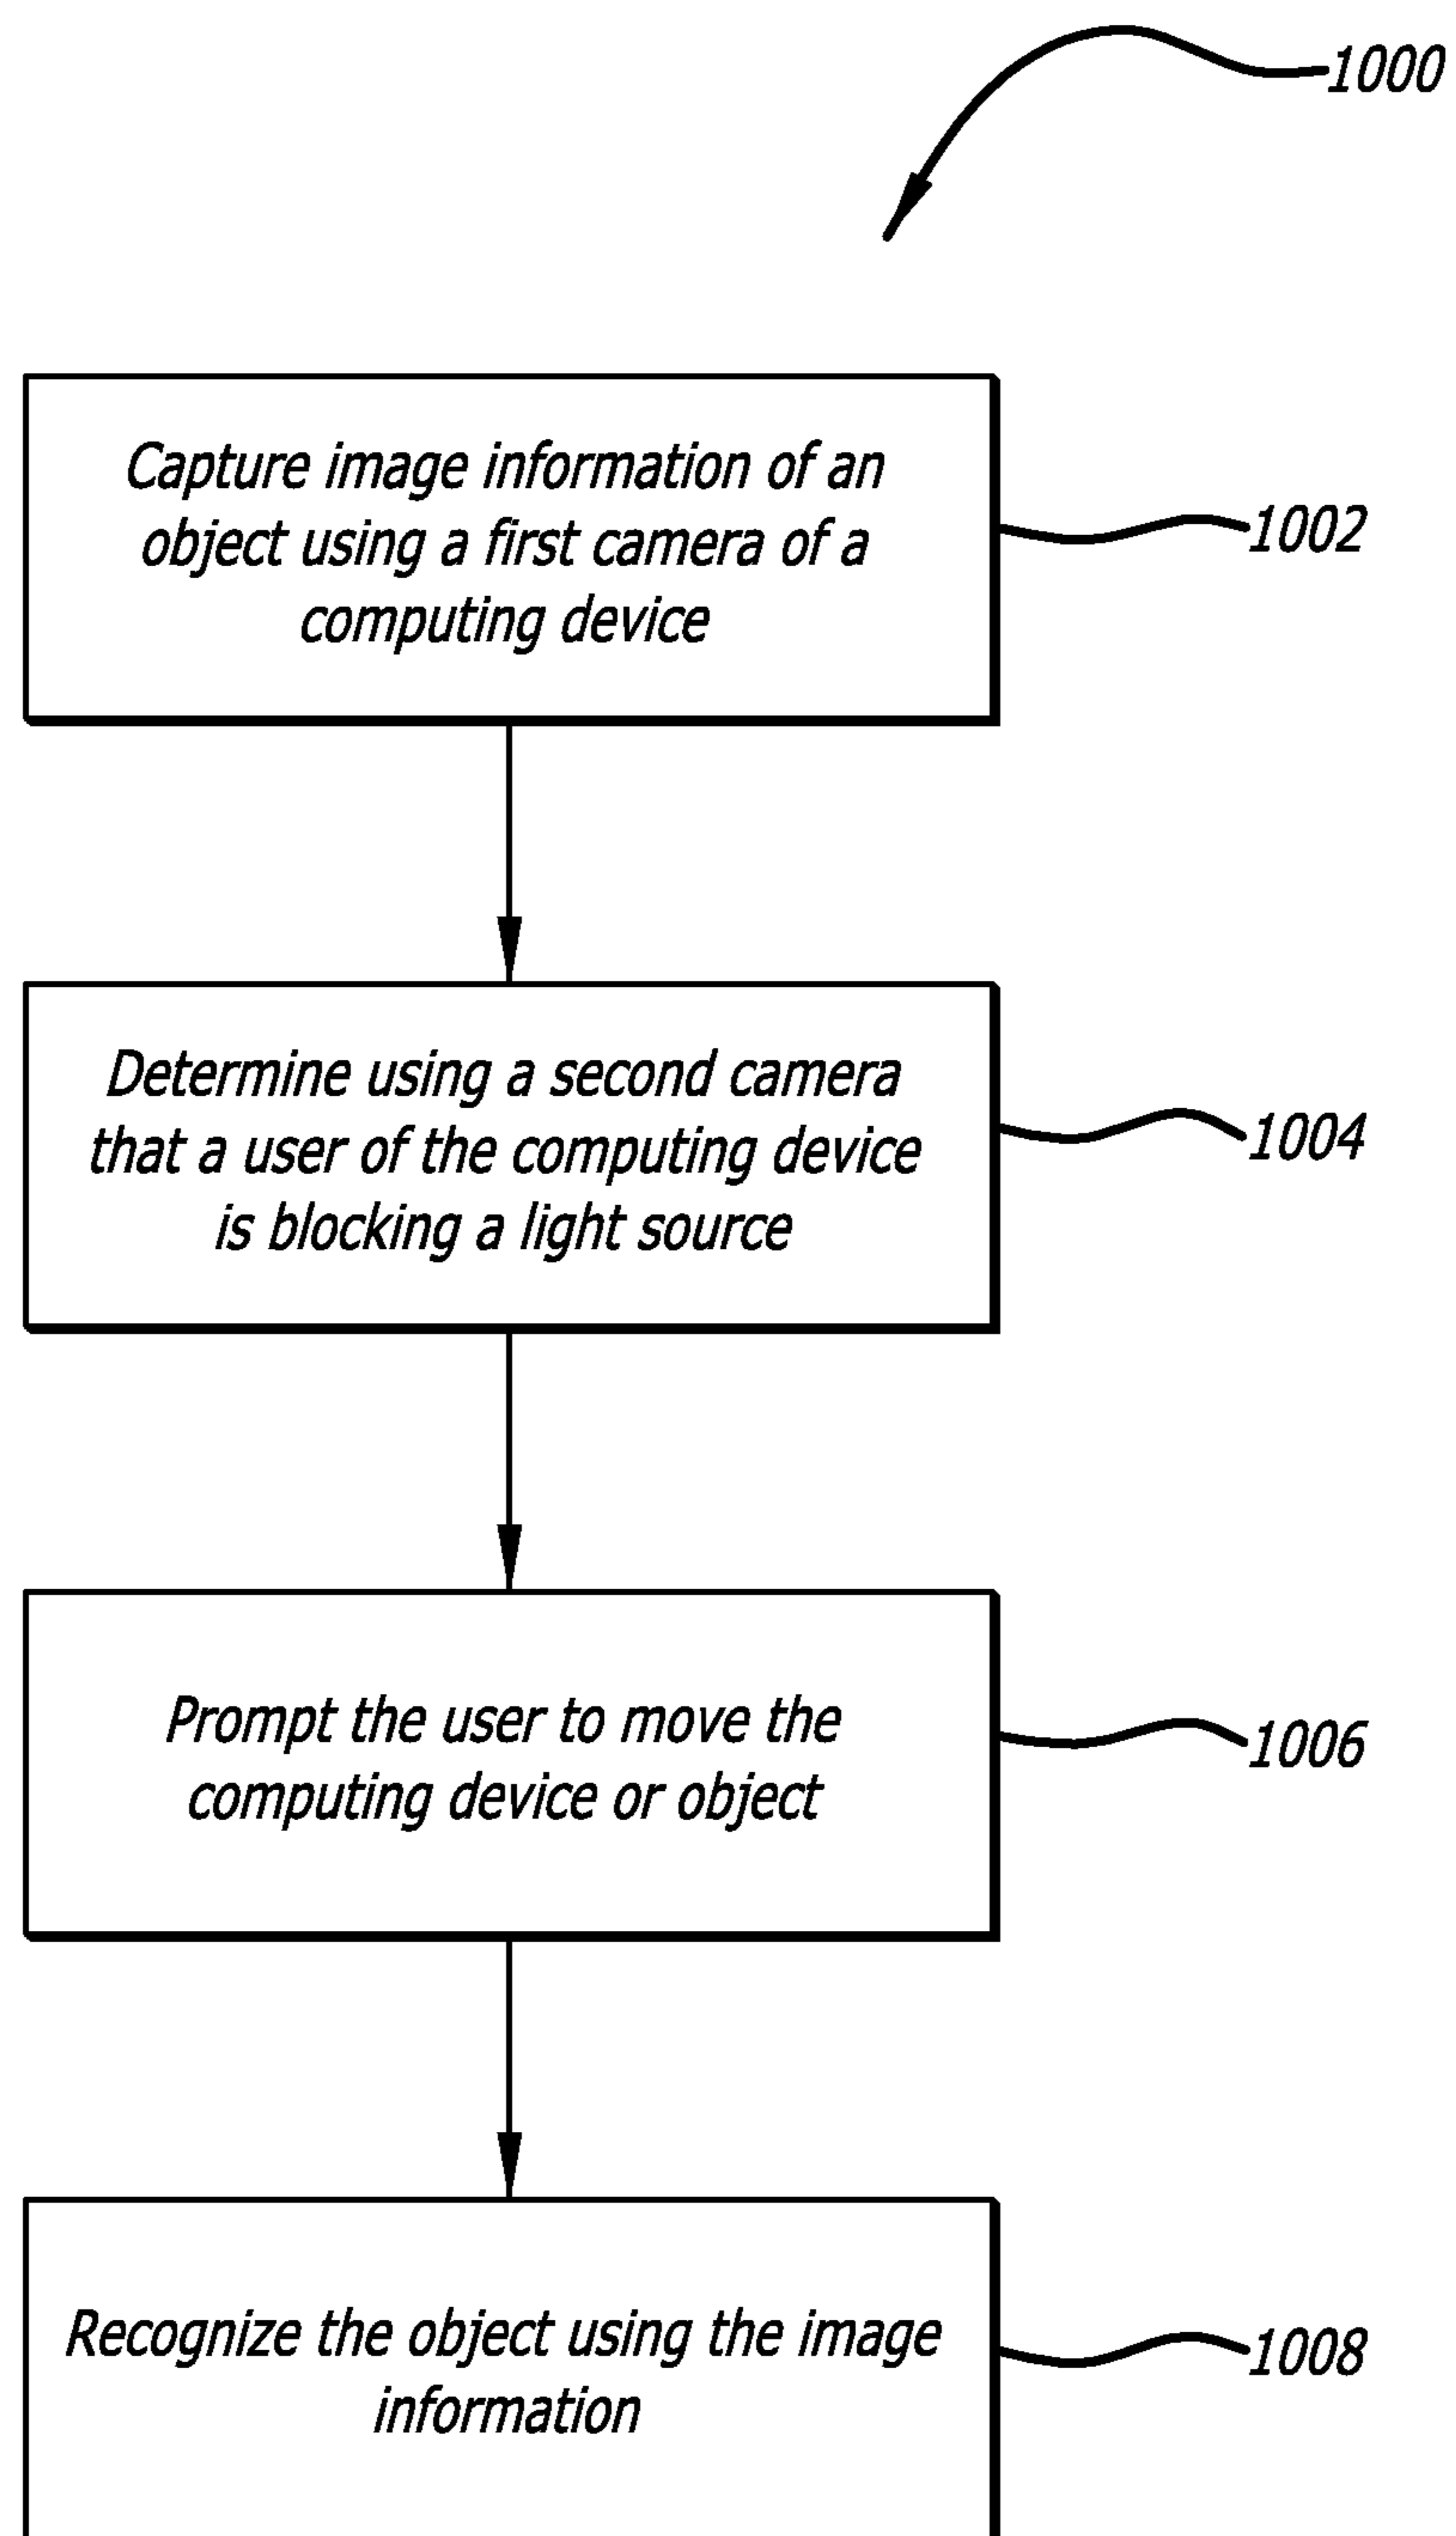 1000
Capture image information of an
object using a first camera of a
computing device
1002
Determine using a second camera
that a user of the computing device
is blocking a light source
1004
Prompt the user to move the
computing device or object
1006
Recognize the object using the image
information
1008